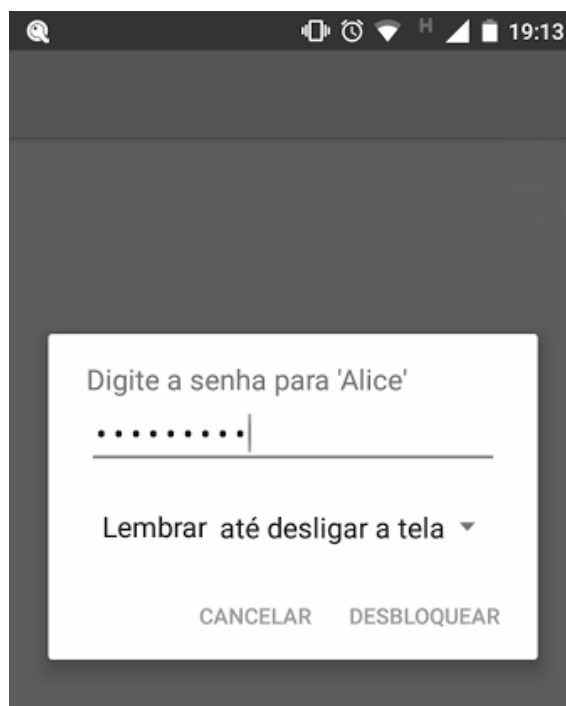 H 19:13
Digite a senha para 'Alice'
•••••••••
Lembrar até desligar a tela
CANCELAR DESBLOQUEAR